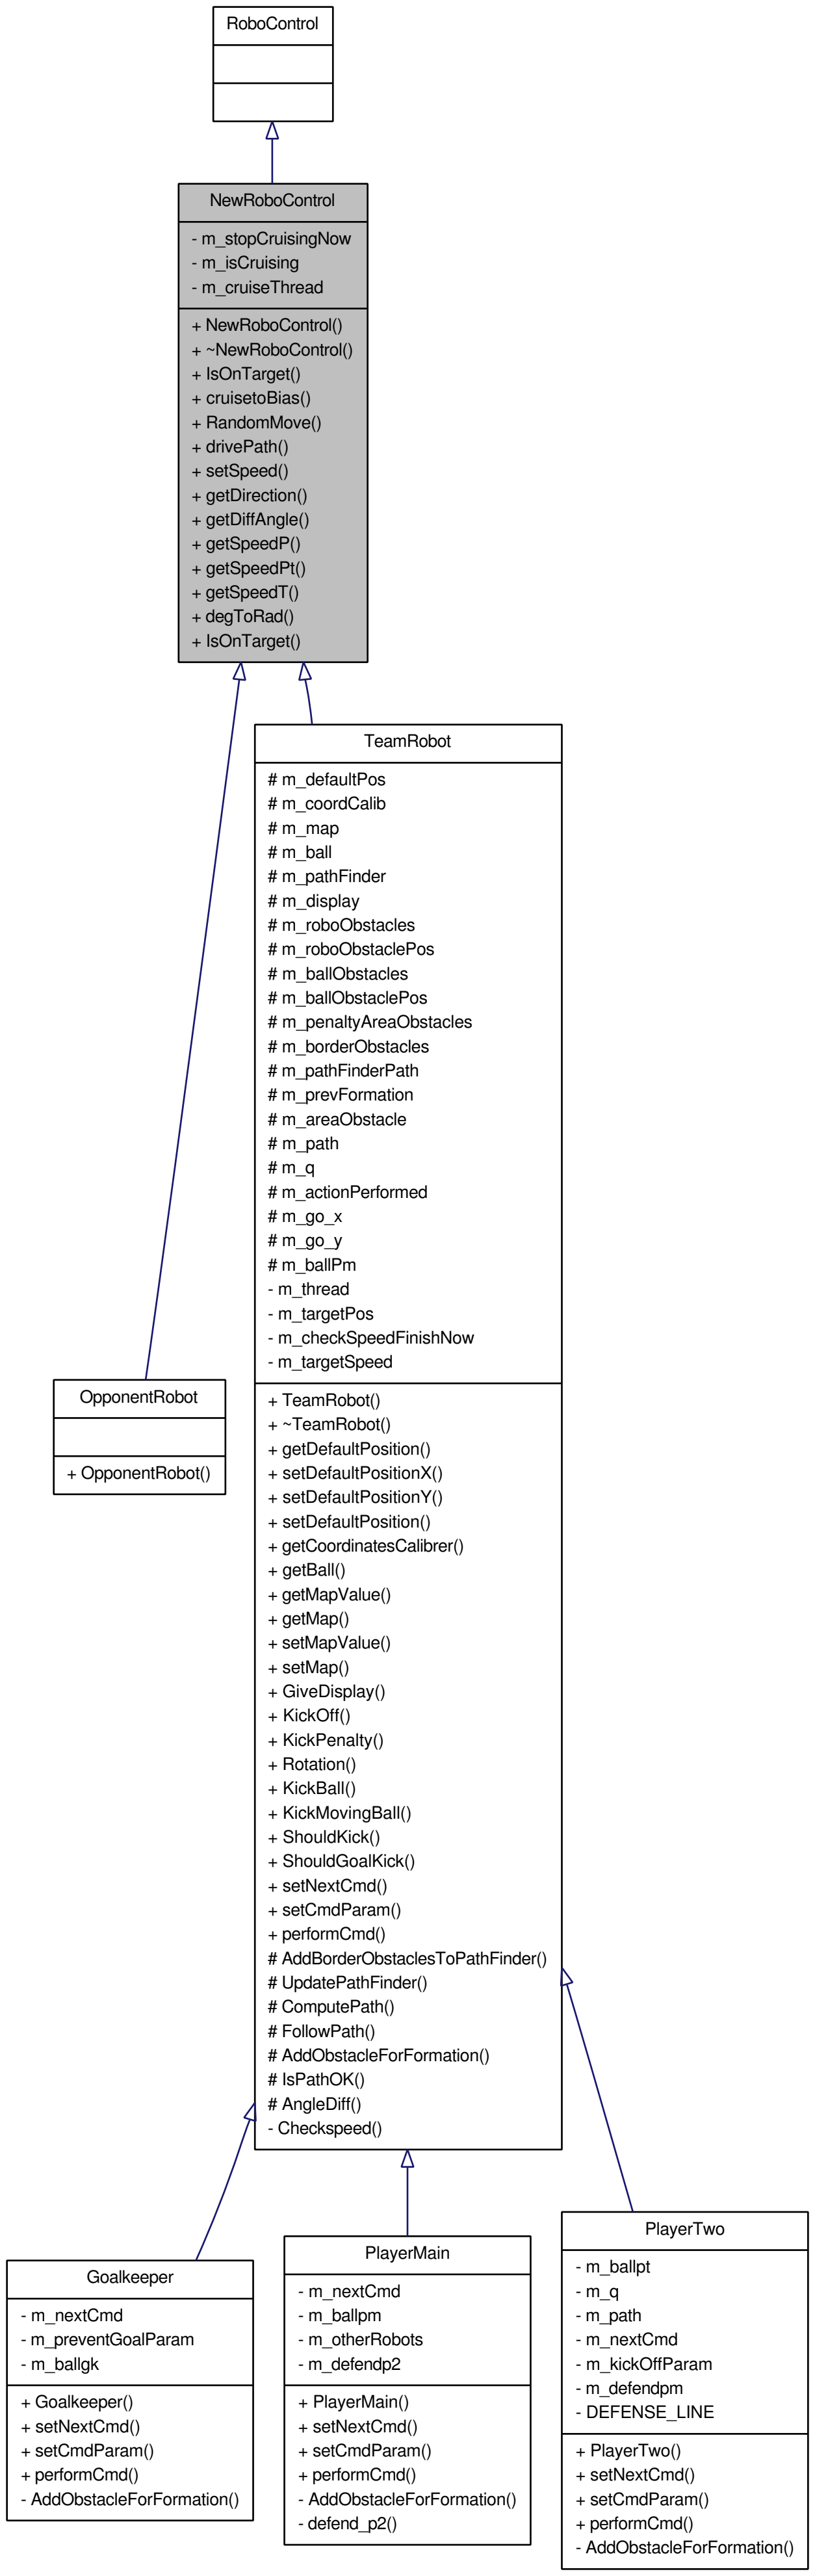 RoboControl
NewRoboControl
- m_stopCruisingNow
- m_isCruising
- m_cruiseThread
+ NewRoboControl()
+ ~NewRoboControl()
+ IsOnTarget()
+ cruisetoBias()
+ RandomMove()
+ drivePath()
+ setSpeed()
+ getDirection()
+ getDiffAngle()
+ getSpeedP()
+ getSpeedPt()
+ getSpeedT()
+ degToRad()
+ IsOnTarget()
TeamRobot
# m_defaultPos
# m_coordCalib
# m_map
# m_ball
# m_pathFinder
# m_display
# m_roboObstacles
# m_roboObstaclePos
# m_ballObstacles
# m_ballObstaclePos
# m_penaltyAreaObstacles
# m_borderObstacles
# m_pathFinderPath
# m_prevFormation
# m_areaObstacle
# m_path
# m_q
# m_actionPerformed
# m_go_x
# m_go_y
# m_ballPm
- m_thread
- m_targetPos
- m_checkSpeedFinishNow
- m_targetSpeed
+ TeamRobot()
+ ~TeamRobot()
+ getDefaultPosition()
+ setDefaultPositionX()
+ setDefaultPositionY()
+ setDefaultPosition()
+ getCoordinatesCalibrer()
+ getBall()
+ getMapValue()
+ getMap()
+ setMapValue()
+ setMap()
+ GiveDisplay()
+ KickOff()
+ KickPenalty()
+ Rotation()
+ KickBall()
+ KickMovingBall()
+ ShouldKick()
+ ShouldGoalKick()
+ setNextCmd()
+ setCmdParam()
+ performCmd()
# AddBorderObstaclesToPathFinder()
# UpdatePathFinder()
# ComputePath()
# FollowPath()
# AddObstacleForFormation()
# IsPathOK()
# AngleDiff()
- Checkspeed()
OpponentRobot
+ OpponentRobot()
Goalkeeper
- m_nextCmd
- m_preventGoalParam
- m_ballgk
+ Goalkeeper()
+ setNextCmd()
+ setCmdParam()
+ performCmd()
- AddObstacleForFormation()
PlayerMain
- m_nextCmd
- m_ballpm
- m_otherRobots
- m_defendp2
+ PlayerMain()
+ setNextCmd()
+ setCmdParam()
+ performCmd()
- AddObstacleForFormation()
- defend_p2()
PlayerTwo
- m_ballpt
- m_q
- m_path
- m_nextCmd
- m_kickOffParam
- m_defendpm
- DEFENSE_LINE
+ PlayerTwo()
+ setNextCmd()
+ setCmdParam()
+ performCmd()
- AddObstacleForFormation()